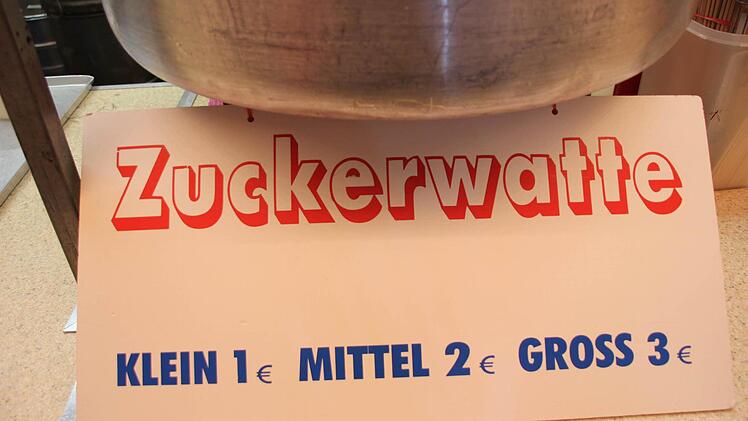 Zuckerwatte
KLEIN 1 € MITTEL 2 € GROSS 3 €